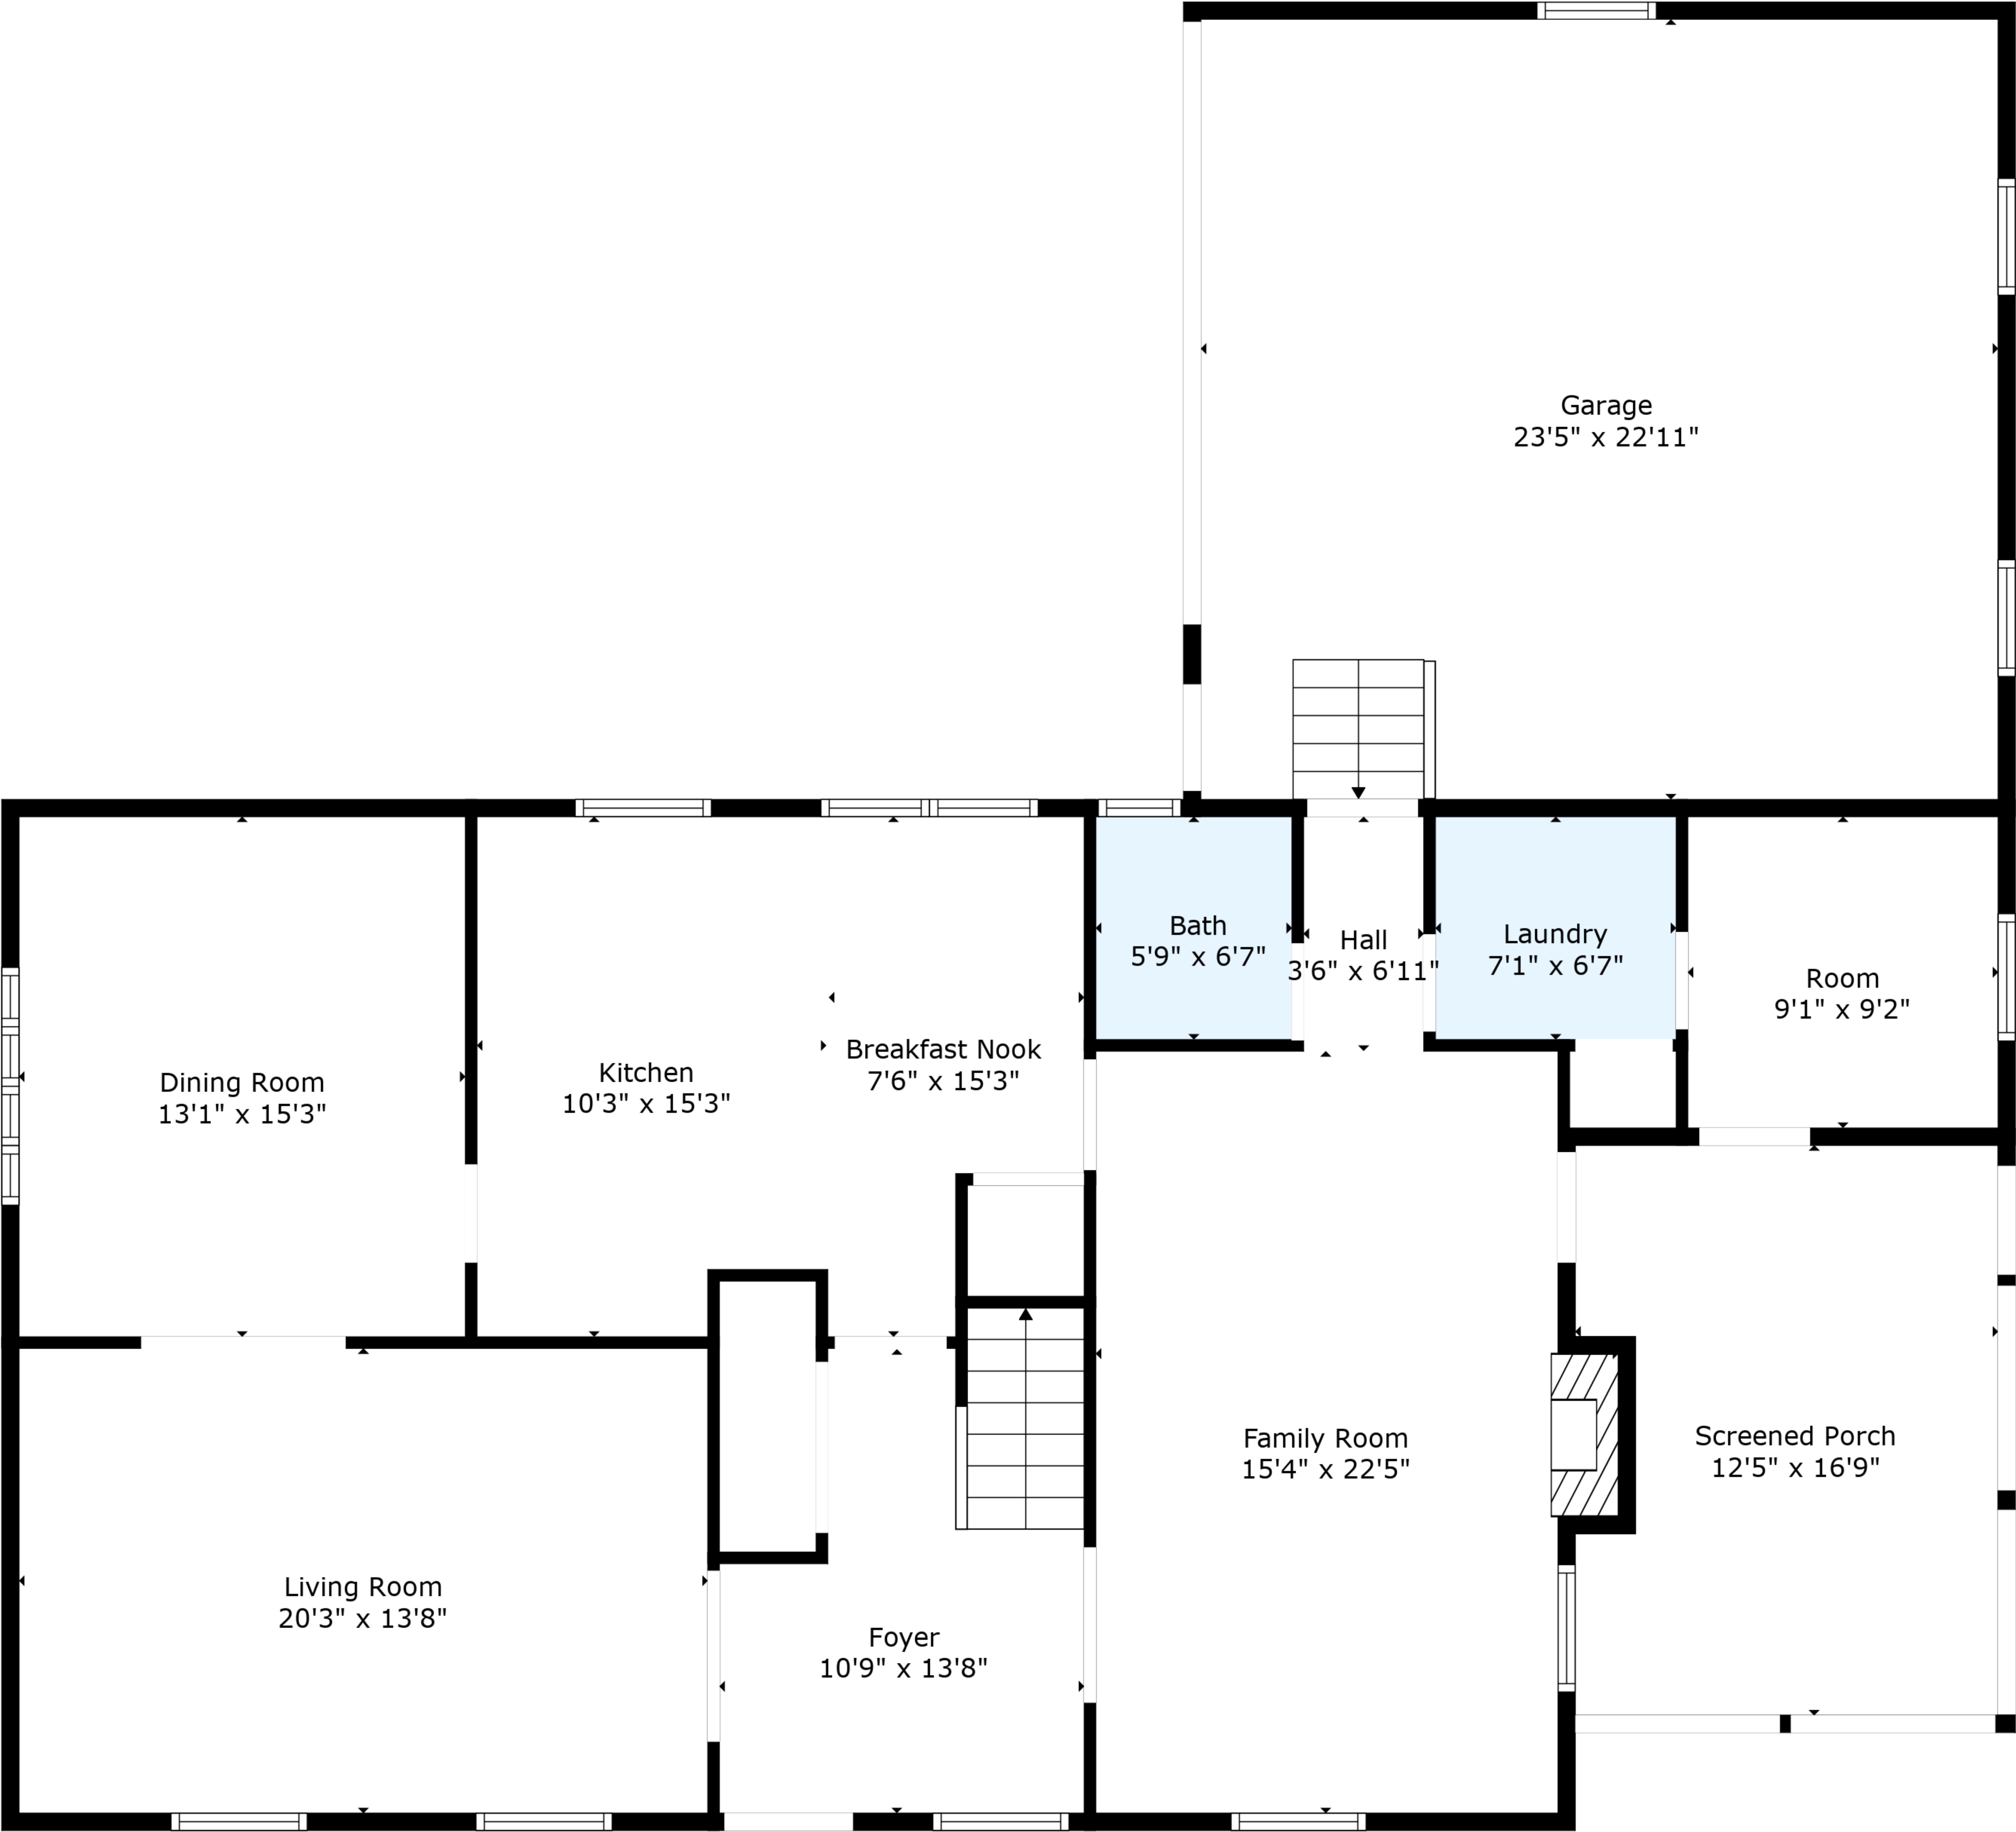 Garage
23'5" x 22'11"
Bath
5'9" x 6'7"
Hall
3'6" x 6'11"
Laundry
7'1" x 6'7"
Room
9'1" x 9'2"
Dining Room
13'1" x 15'3"
Kitchen
10'3" x 15'3"
Breakfast Nook
7'6" x 15'3"
Family Room
15'4" x 22'5"
Screened Porch
12'5" x 16'9"
Living Room
20'3" x 13'8"
Foyer
10'9" x 13'8"